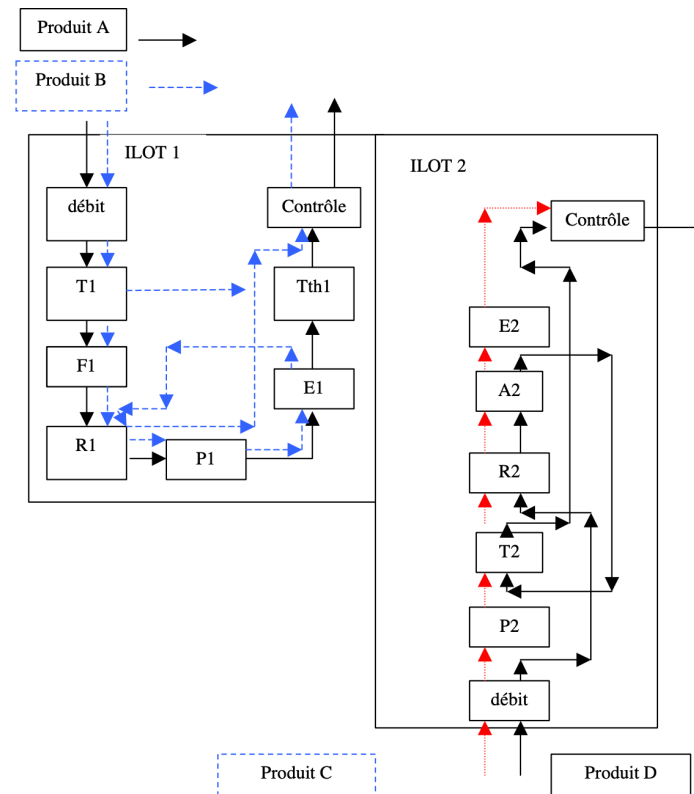 Produit A
Produit B
ILOT 1
débit
T1
F1
R1
P1
E1
Tth1
Contrôle
ILOT 2
Contrôle
E2
A2
R2
T2
P2
débit
Produit C
Produit D